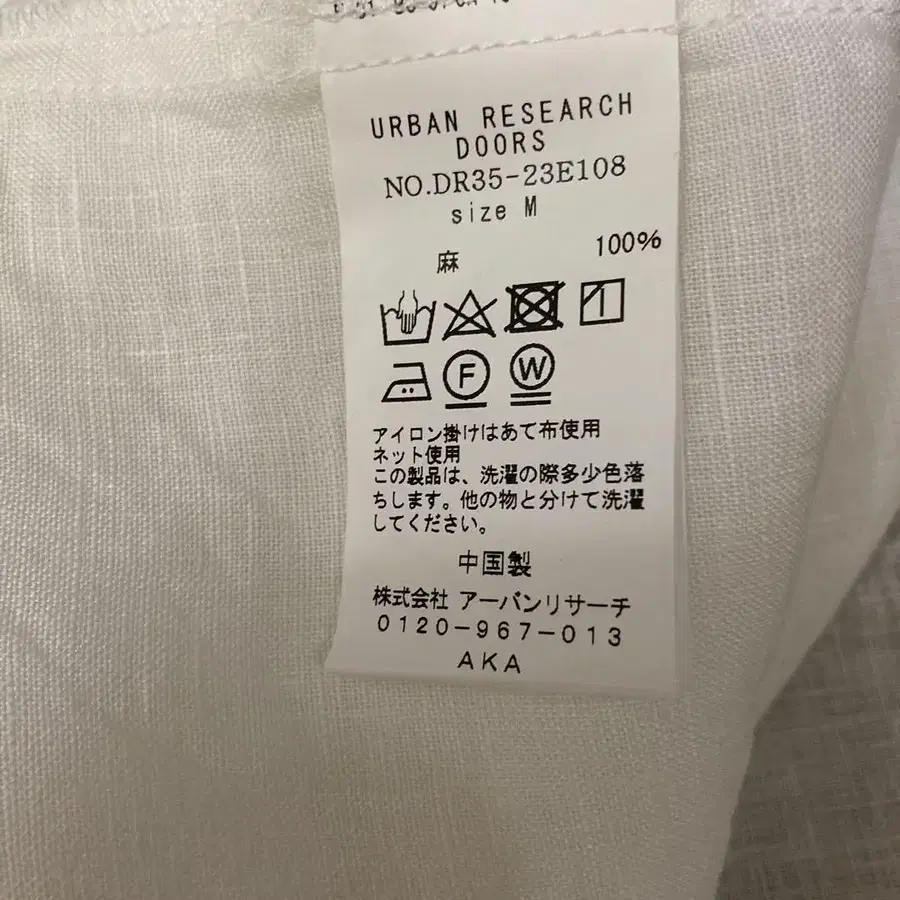 URBAN RESEARCH
DOORS
NO.DR35-23E108
size M
麻 100%
F W
アイロン掛けはあて布使用
ネット使用
この製品は、洗濯の際多少色落
ちします。他の物と分けて洗濯
してください。
中国製
株式会社 アーバンリサーチ
0120-967-013
AKA